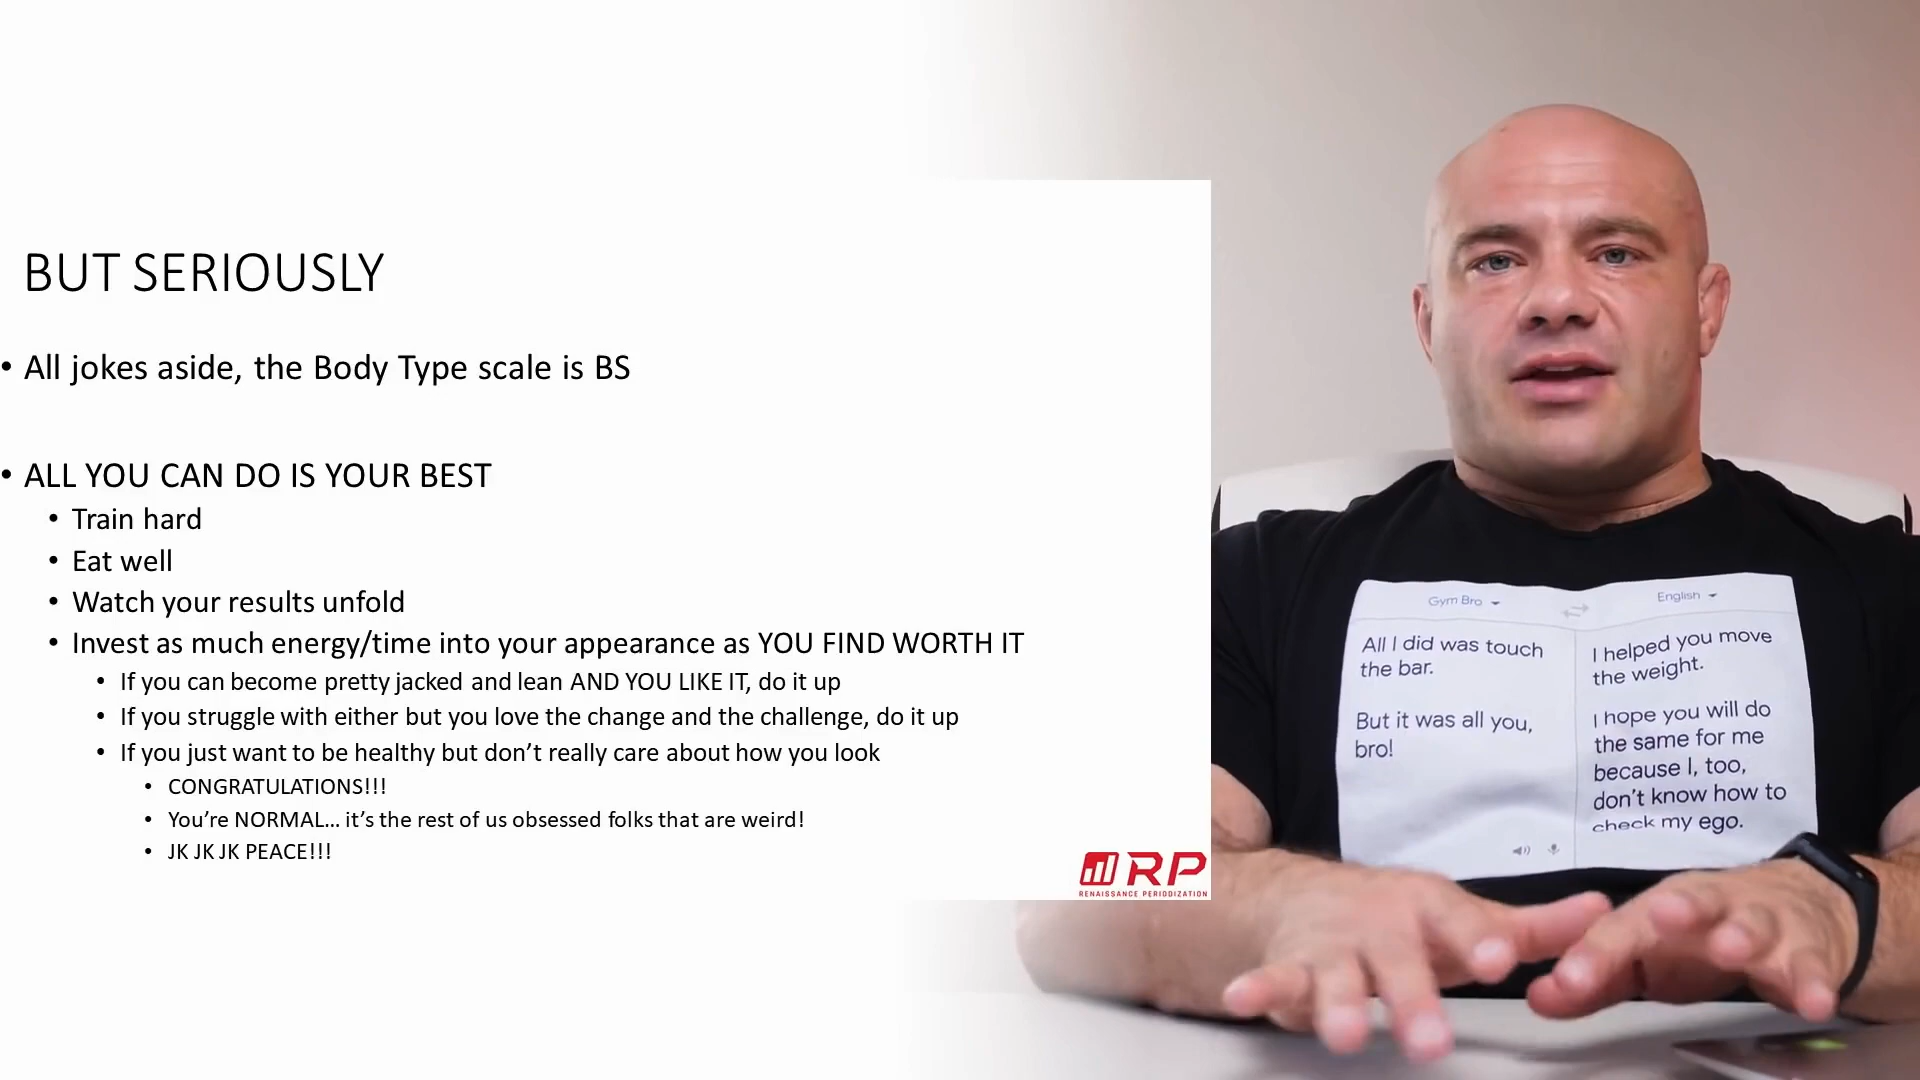 BUT SERIOUSLY
• All jokes aside, the Body Type scale is BS
• ALL YOU CAN DO IS YOUR BEST
• Train hard
• Eat well
• Watch your results unfold
• Invest as much energy/time into your appearance as YOU FIND WORTH IT
• If you can become pretty jacked and lean AND YOU LIKE IT, do it up
• If you struggle with either but you love the change and the challenge, do it up
• If you just want to be healthy but don’t really care about how you look
• CONGRATULATIONS!!!
• You’re NORMAL… it’s the rest of us obsessed folks that are weird!
• JK JK JK PEACE!!!
RP
RENAISSANCE PERIODIZATION
Gym Bro
All I did was touch
the bar.
But it was all you,
bro!
English
I helped you move
the weight.
I hope you will do
the same for me
because I, too,
don't know how to
check my ego.